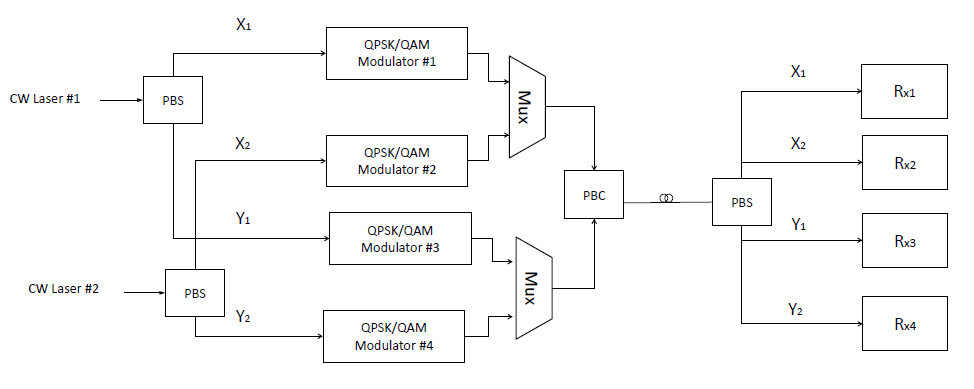 X1
QPSK/QAM
Modulator #1
CW Laser #1
PBS
Mux
X2
QPSK/QAM
Modulator #2
Y1
QPSK/QAM
Modulator #3
CW Laser #2
PBS
Mux
Y2
QPSK/QAM
Modulator #4
PBC
PBS
X1
Rx1
X2
Rx2
Y1
Rx3
Y2
Rx4